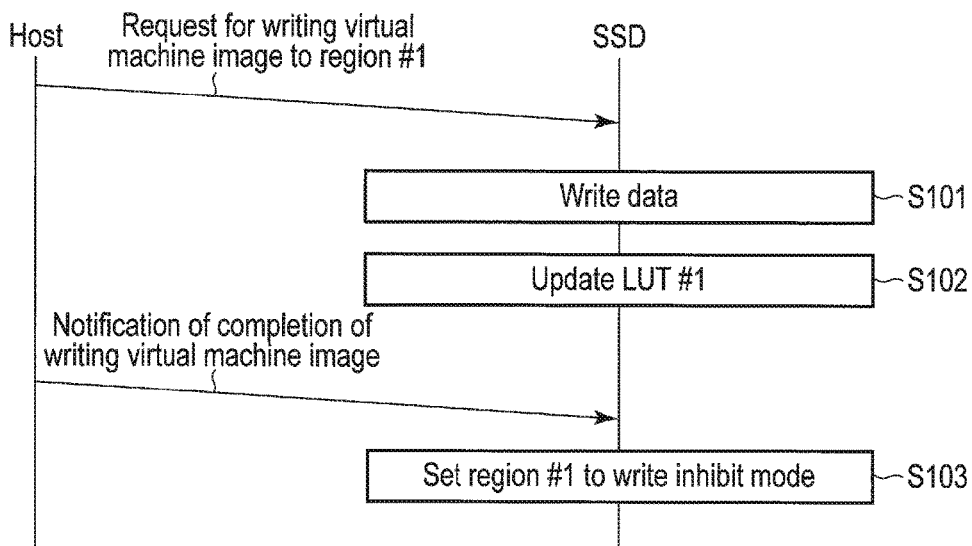 Host
Request for writing virtual
machine image to region #1
SSD
Write data
S101
Update LUT #1
S102
Notification of completion of
writing virtual machine image
Set region #1 to write inhibit mode
S103